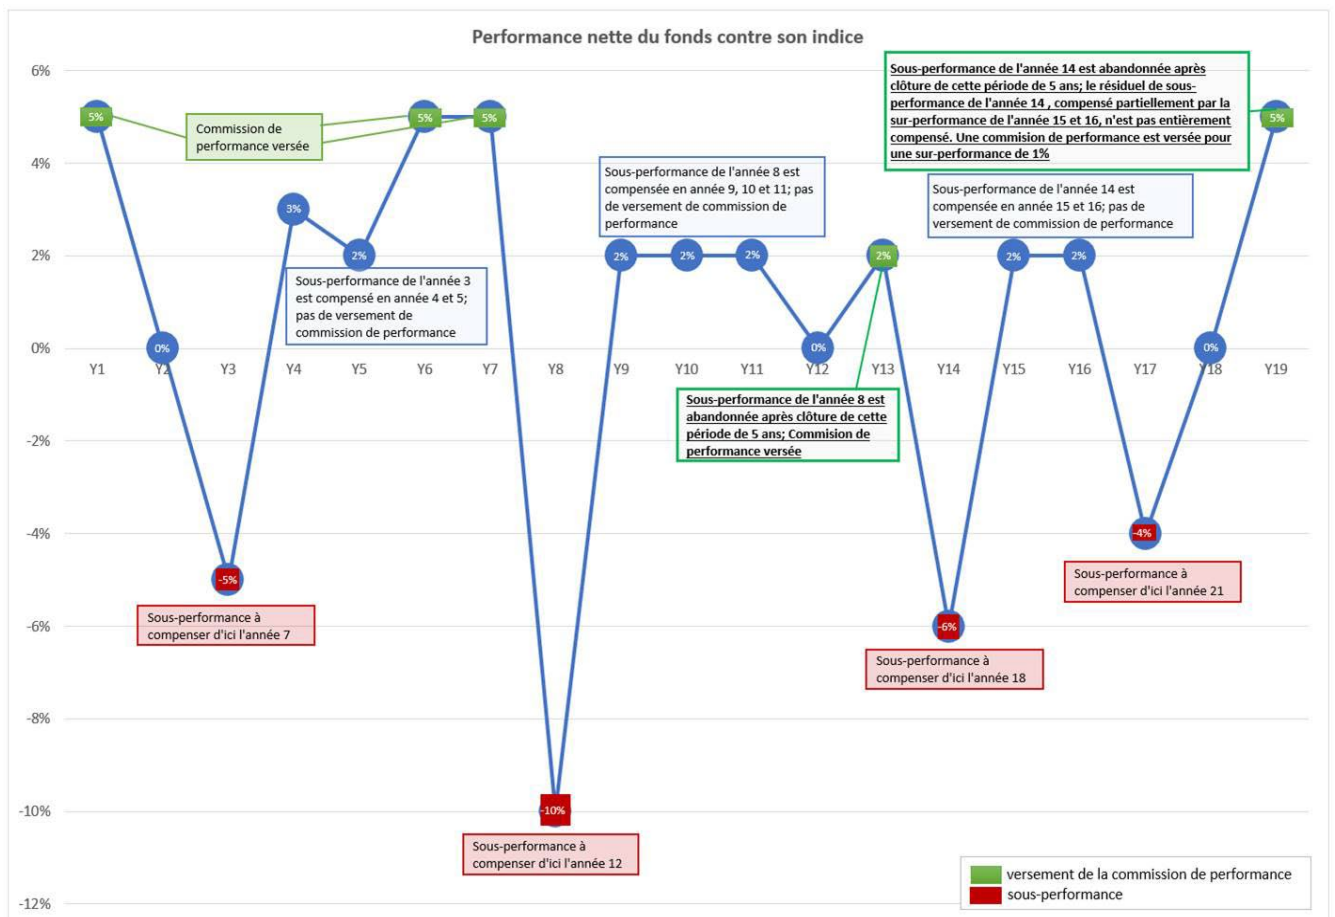 Performance nette du fonds contre son indice
6%
4%
2%
0%
-2%
-4%
-6%
-8%
-10%
-12%
5%
0%
-5%
3%
2%
5%
5%
-10%
2%
2%
2%
0%
2%
-6%
2%
2%
-4%
0%
5%
Y1
Y2
Y3
Y4
Y5
Y6
Y7
Y8
Y9
Y10
Y11
Y12
Y13
Y14
Y15
Y16
Y17
Y18
Y19
Commission de
performance versée
Sous-performance de l'année 3
est compensé en année 4 et 5;
pas de versement de
commission de performance
Sous-performance à
compenser d'ici l'année 7
Sous-performance à
compenser d'ici l'année 12
Sous-performance de l'année 8 est
compensée en année 9, 10 et 11; pas
de versement de commission de
performance
Sous-performance de l'année 8 est
abandonnée après clôture de cette
période de 5 ans; Commision de
performance versée
Sous-performance de l'année 14 est abandonnée après
clôture de cette période de 5 ans; le résiduel de sous-
performance de l'année 14 , compensé partiellement par la
sur-performance de l'année 15 et 16, n'est pas entièrement
compensé. Une commision de performance est versée pour
une sur-performance de 1%
Sous-performance de l'année 14 est
compensée en année 15 et 16; pas de
versement de commission de performance
Sous-performance à
compenser d'ici l'année 18
Sous-performance à
compenser d'ici l'année 21
versement de la commission de performance
sous-performance